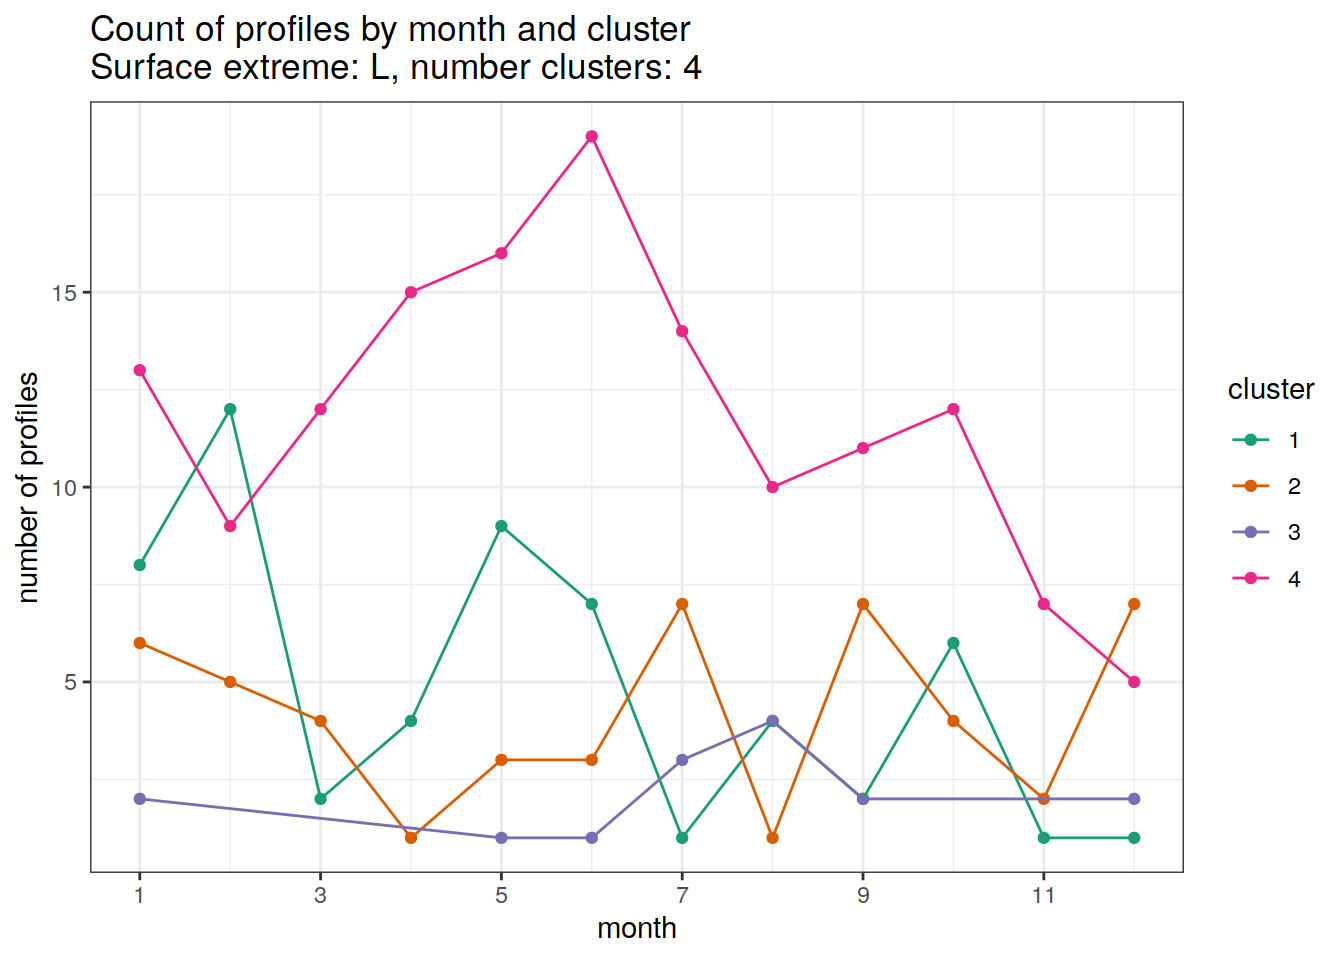 Count of profiles by month and cluster
Surface extreme: L, number clusters: 4
15
10
5
number of profiles
1 3 5 7 9 11
month
cluster
1
2
3
4